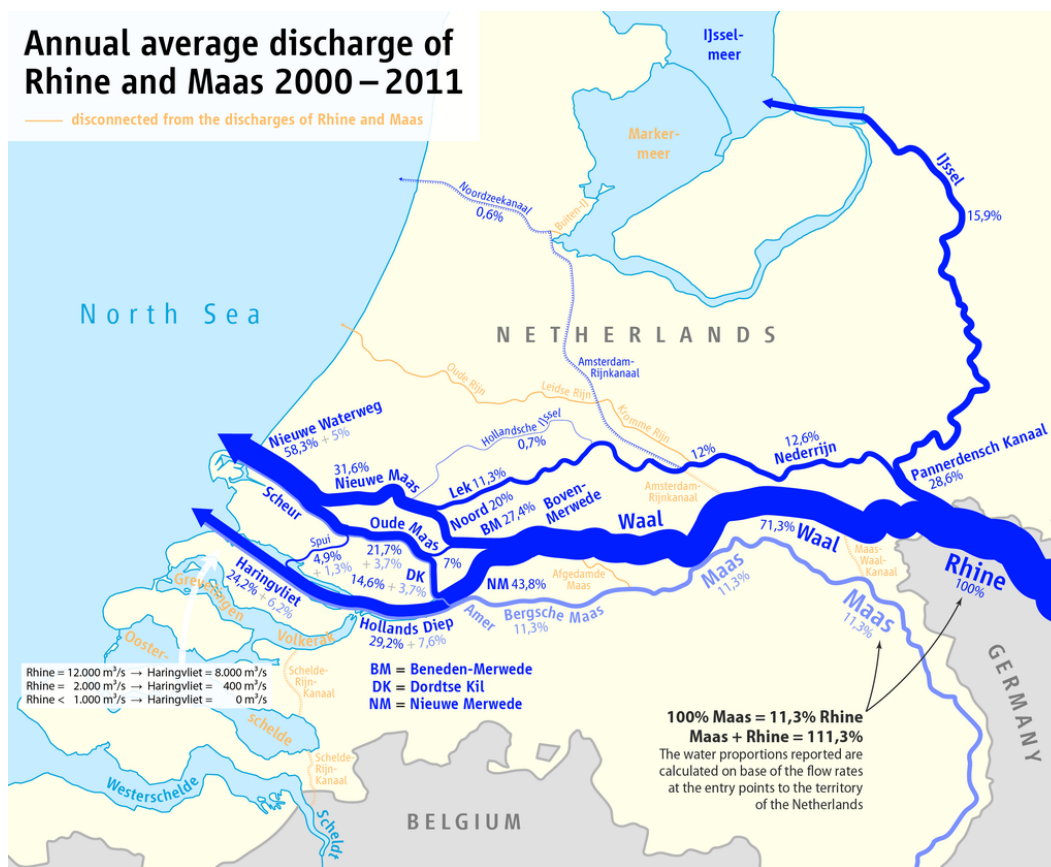 Annual average discharge of
Rhine and Maas 2000 – 2011
disconnected from the discharges of Rhine and Maas
IJssel-
meer
Marker-
meer
IJssel
15,9%
Noordzeekanaal
0,6%
Buiten-IJ
North Sea
NETHERLANDS
Amsterdam-
Rijnkanaal
Oude Rijn
Leidse Rijn
Kromme Rijn
Hollandsche IJssel
0,7%
Nieuwe Waterweg
58,3% + 5%
31,6%
Nieuwe Maas
Lek 11,3%
12%
12,6%
Nederrijn
Pannerdensch Kanaal
28,6%
Amsterdam-
Rijnkanaal
Scheur
Noord 20%
BM 27,4%
Boven-
Merwede
Waal
71,3%
Waal
Oude Maas
21,7%
+ 3,7%
7%
Spui
4,9%
+ 1,3%
DK
14,6% + 3,7%
Haringvliet
24,2% + 6,2%
NM 43,8%
Afgedamde
Maas
Maas
11,3%
Maas-
Waal-
Kanaal
Rhine
100%
Maas
11,3%
Amer
Bergsche Maas
11,3%
Hollands Diep
29,2% + 7,6%
Grevelingen
Volkerak
Ooster-
schelde
Schelde-
Rijn-
Kanaal
Rhine = 12.000 m³/s → Haringvliet = 8.000 m³/s
Rhine = 2.000 m³/s → Haringvliet = 400 m³/s
Rhine < 1.000 m³/s → Haringvliet = 0 m³/s
BM = Beneden-Merwede
DK = Dordtse Kil
NM = Nieuwe Merwede
100% Maas = 11,3% Rhine
Maas + Rhine = 111,3%
The water proportions reported are
calculated on base of the flow rates
at the entry points to the territory
of the Netherlands
GERMANY
Schelde-
Rijn-
Kanaal
Westerschelde
Scheldt
BELGIUM